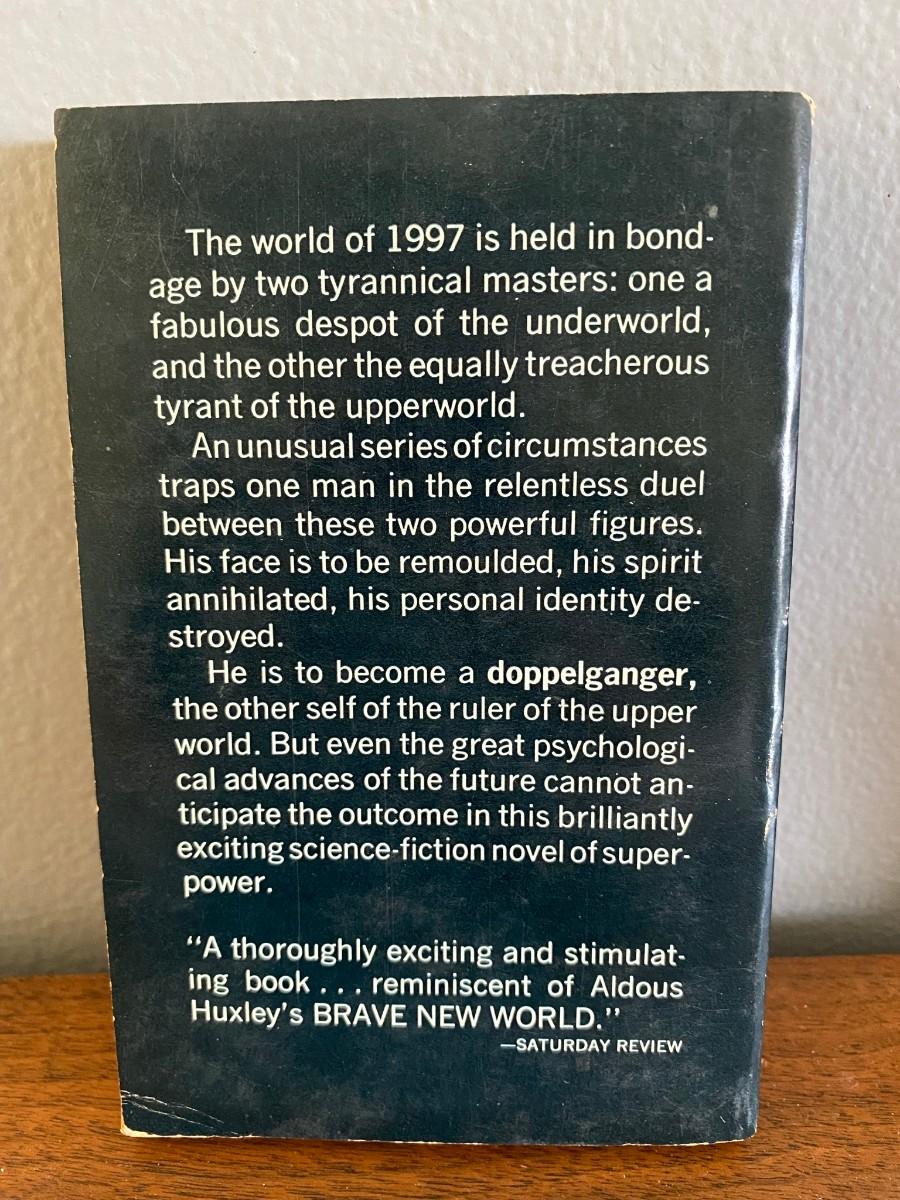 The world of 1997 is held in bond-
age by two tyrannical masters: one a
fabulous despot of the underworld,
and the other the equally treacherous
tyrant of the upperworld.
An unusual series of circumstances
traps one man in the relentless duel
between these two powerful figures.
His face is to be remoulded, his spirit
annihilated, his personal identity de-
stroyed.
He is to become a doppelganger,
the other self of the ruler of the upper
world. But even the great psychologi-
cal advances of the future cannot an-
ticipate the outcome in this brilliantly
exciting science-fiction novel of super-
power.
“A thoroughly exciting and stimulat-
ing book . . . reminiscent of Aldous
Huxley's BRAVE NEW WORLD.”
—SATURDAY REVIEW